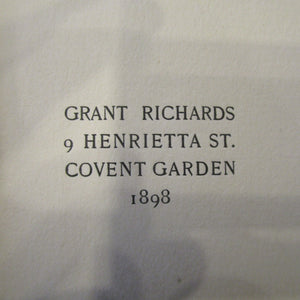 GRANT RICHARDS
9 HENRIETTA ST.
COVENT GARDEN
1898